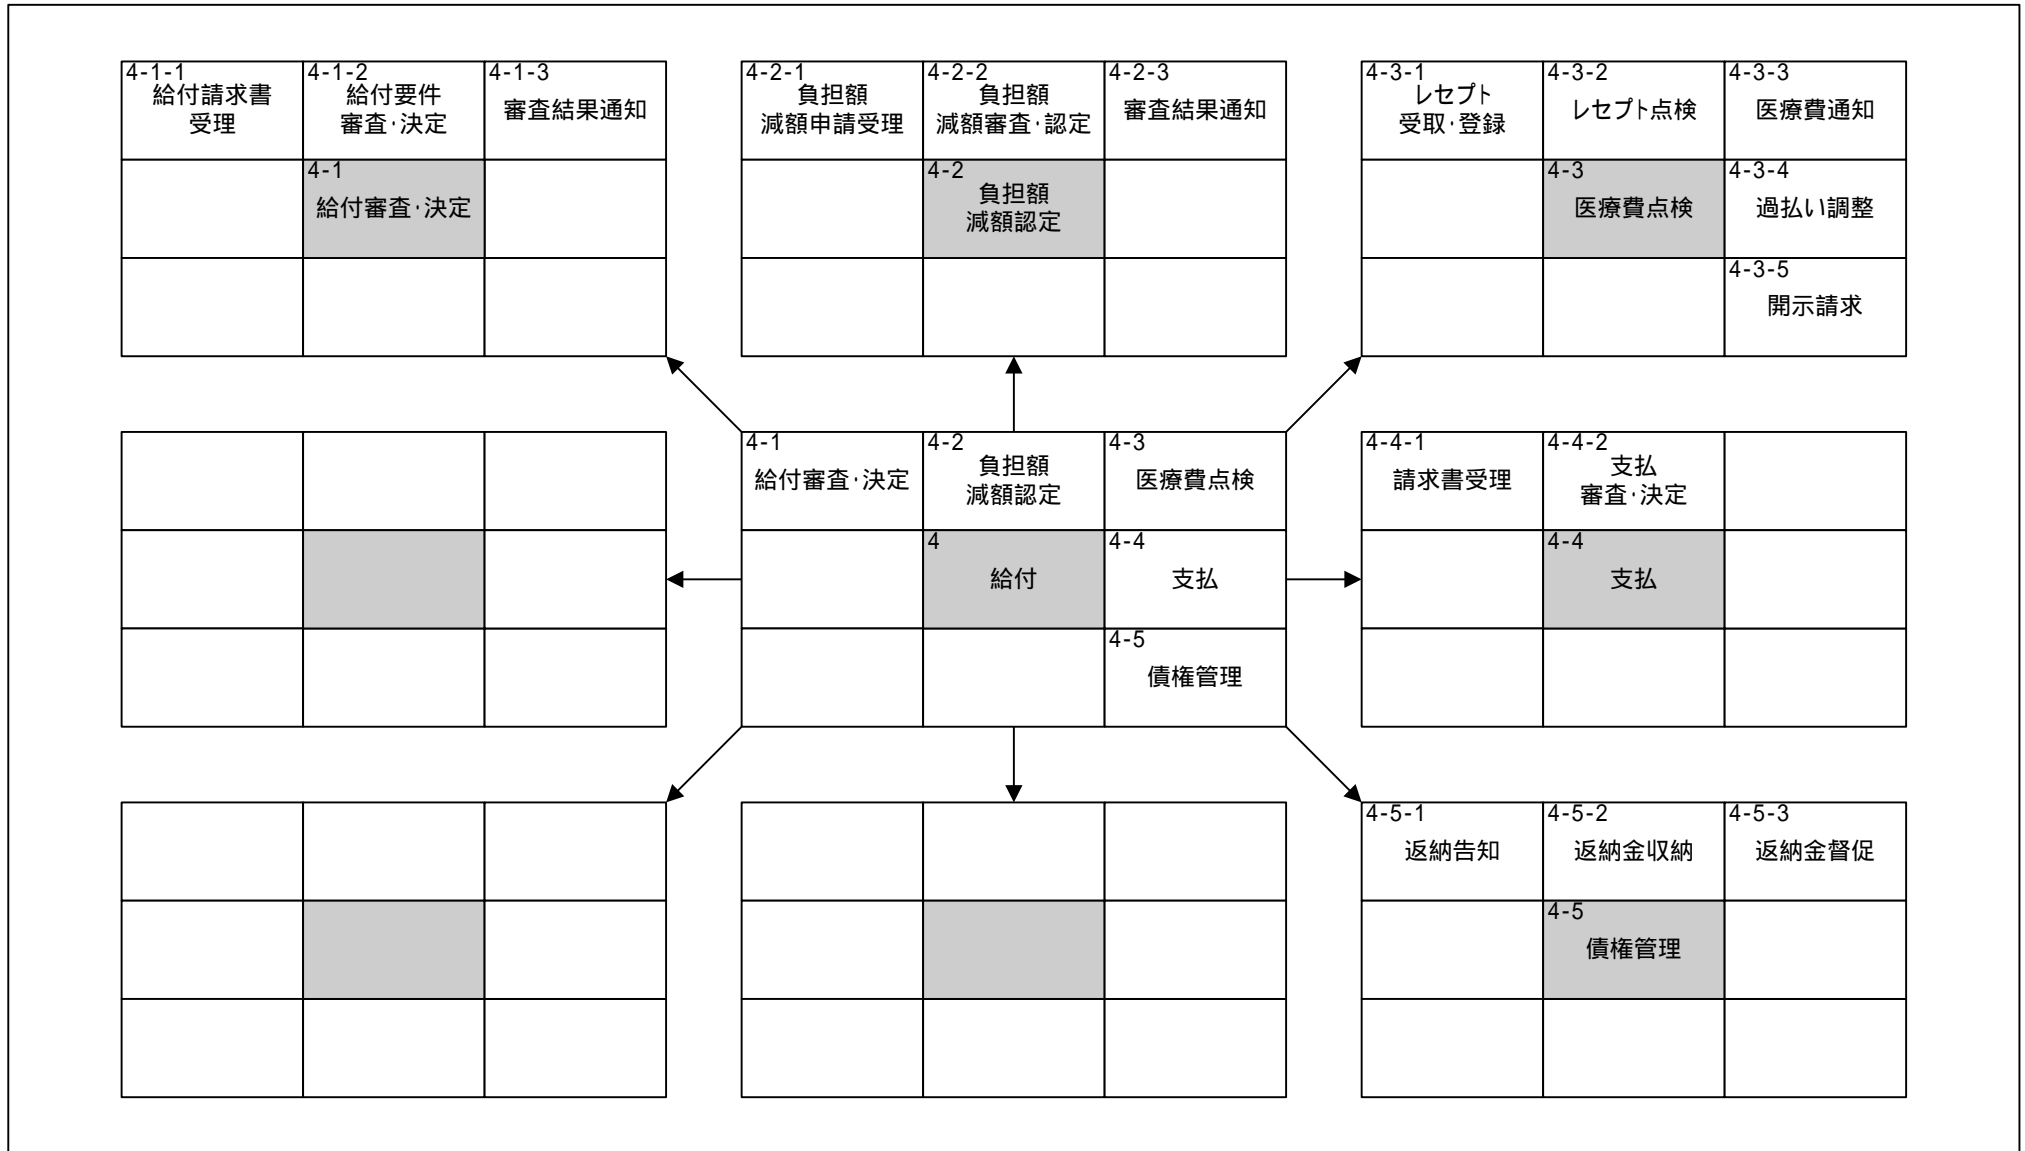 4-1-1
給付請求書
受理
4-1-2
給付要件
審査･決定
4-1-3
審査結果通知
4-1
給付審査･決定
4-2-1
負担額
減額申請受理
4-2-2
負担額
減額審査･認定
4-2-3
審査結果通知
4-2
負担額
減額認定
4-3-1
レセプト
受取･登録
4-3-2
レセプト点検
4-3-3
医療費通知
4-3
医療費点検
4-3-4
過払い調整
4-3-5
開示請求
4-1
給付審査･決定
4-2
負担額
減額認定
4-3
医療費点検
4
給付
4-4
支払
4-5
債権管理
4-4-1
請求書受理
4-4-2
支払
審査･決定
4-4
支払
4-5-1
返納告知
4-5-2
返納金収納
4-5-3
返納金督促
4-5
債権管理